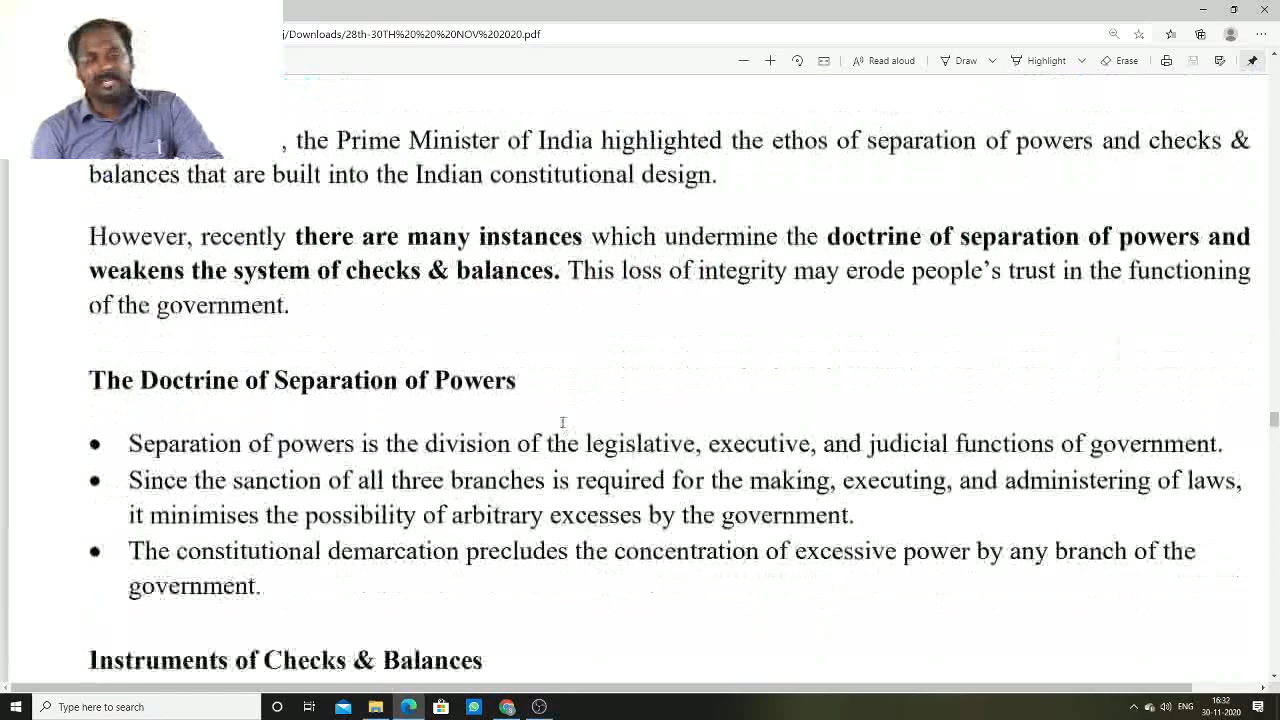 j/Downloads/28th-30TH%20%20%20NOV%202020.pdf
Read aloud Draw Highlight Erase
, the Prime Minister of India highlighted the ethos of separation of powers and checks &
balances that are built into the Indian constitutional design.
However, recently there are many instances which undermine the doctrine of separation of powers and
weakens the system of checks & balances. This loss of integrity may erode people’s trust in the functioning
of the government.
The Doctrine of Separation of Powers
• Separation of powers is the division of the legislative, executive, and judicial functions of government.
• Since the sanction of all three branches is required for the making, executing, and administering of laws,
it minimises the possibility of arbitrary excesses by the government.
• The constitutional demarcation precludes the concentration of excessive power by any branch of the
government.
Instruments of Checks & Balances
Type here to search
ENG
16:32
30-11-2020